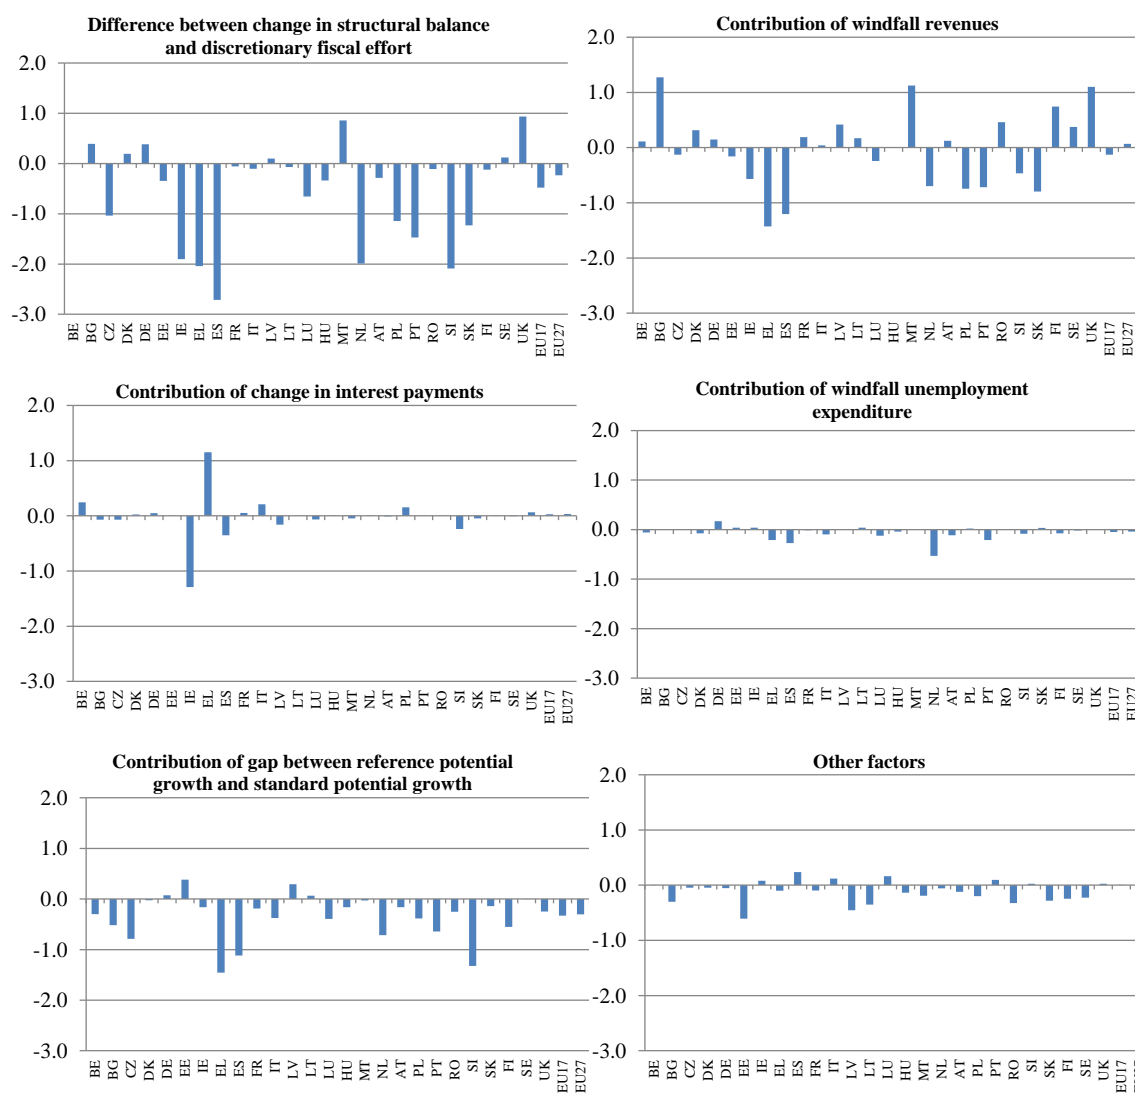 Difference between change in structural balance
and discretionary fiscal effort
2.0
1.0
0.0
-1.0
-2.0
-3.0
BE BG CZ DK DE EE IE EL ES FR IT LV LT LU HU MT NL AT PL PT RO SI SK FI SE UK EU17 EU27
Contribution of windfall revenues
2.0
1.0
0.0
-1.0
-2.0
-3.0
BE BG CZ DK DE EE IE EL ES FR IT LV LT LU HU MT NL AT PL PT RO SI SK FI SE UK EU17 EU27
Contribution of change in interest payments
2.0
1.0
0.0
-1.0
-2.0
-3.0
BE BG CZ DK DE EE IE EL ES FR IT LV LT LU HU MT NL AT PL PT RO SI SK FI SE UK EU17 EU27
Contribution of windfall unemployment
expenditure
2.0
1.0
0.0
-1.0
-2.0
-3.0
BE BG CZ DK DE EE IE EL ES FR IT LV LT LU HU MT NL AT PL PT RO SI SK FI SE UK EU17 EU27
Contribution of gap between reference potential
growth and standard potential growth
2.0
1.0
0.0
-1.0
-2.0
-3.0
BE BG CZ DK DE EE IE EL ES FR IT LV LT LU HU MT NL AT PL PT RO SI SK FI SE UK EU17 EU27
Other factors
2.0
1.0
0.0
-1.0
-2.0
-3.0
BE BG CZ DK DE EE IE EL ES FR IT LV LT LU HU MT NL AT PL PT RO SI SK FI SE UK EU17